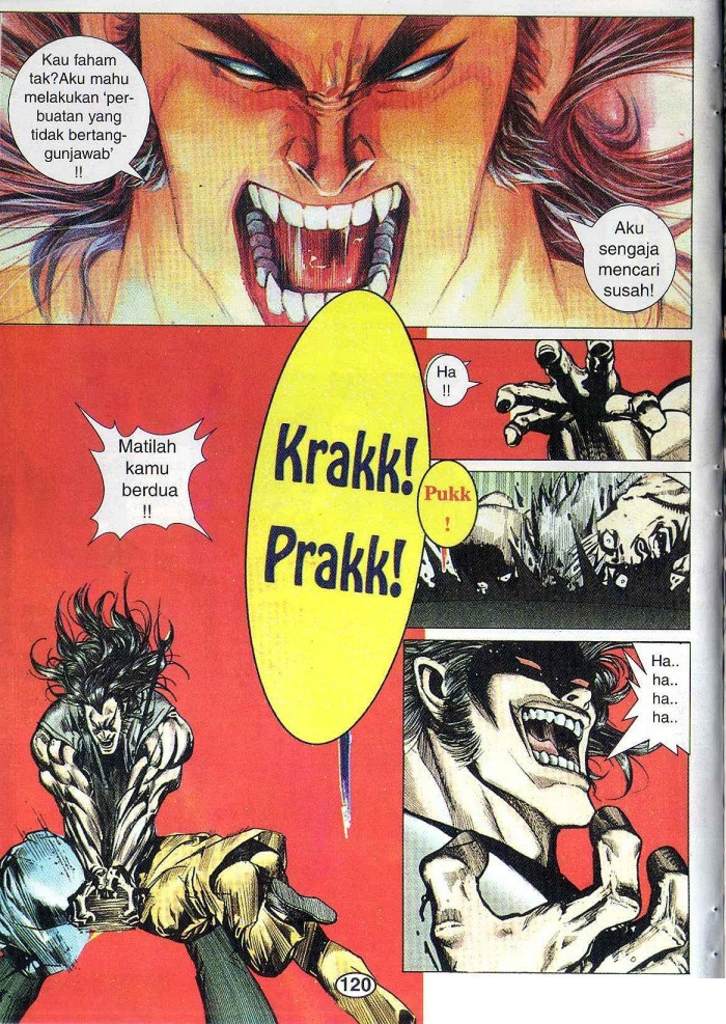 Kau faham
tak?Aku mahu
melakukan 'per-
buatan yang
tidak bertang-
gunjawab'
!!
Aku
sengaja
mencari
susah!
Ha
!!
Matilah
kamu
berdua
!!
Krakk!
Prakk!
Pukk
!
Ha..
ha..
ha..
ha..
120